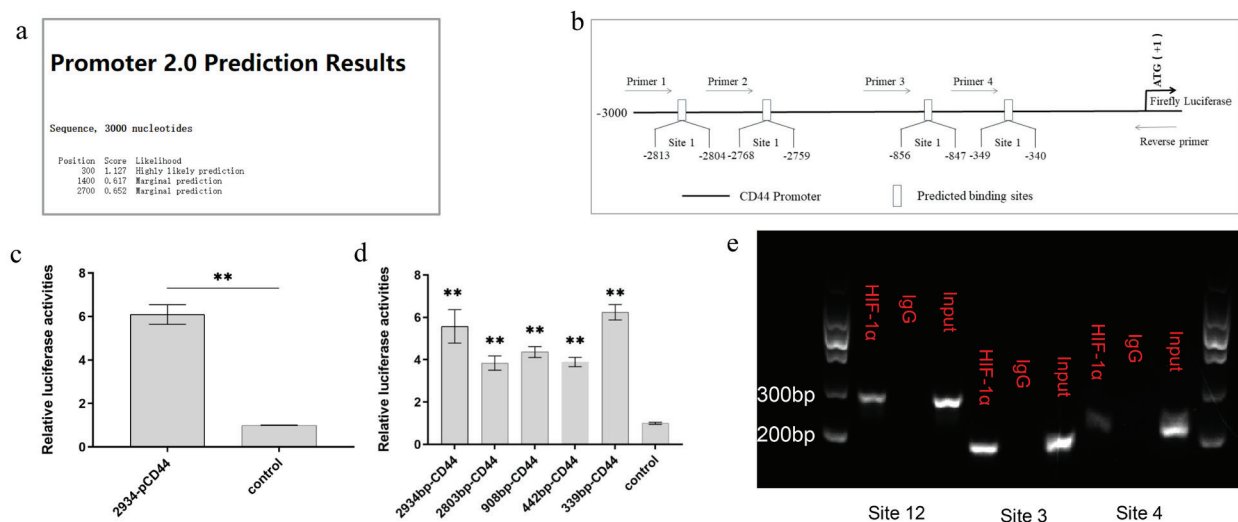 a
Promoter 2.0 Prediction Results
Sequence, 3000 nucleotides
Position Score Likelihood
300 1.127 Highly likely prediction
1400 0.617 Marginal prediction
2700 0.652 Marginal prediction
b
ATG (+1)
Primer 1 Primer 2 Primer 3 Primer 4
Firefly Luciferase
-3000
Site 1 Site 1 Site 1 Site 1
Reverse primer
-2813 -2804 -2768 -2759 -856 -847 -349 -340
CD44 Promoter Predicted binding sites
c
Relative luciferase activities
8
6
4
2
0
**
2934-pCD44
control
d
Relative luciferase activities
8
6
4
2
0
** ** ** ** **
2934bp-CD44
2803bp-CD44
908bp-CD44
442bp-CD44
339bp-CD44
control
e
HIF-1α IgG Input
HIF-1α IgG Input
HIF-1α IgG Input
300bp
200bp
Site 12 Site 3 Site 4